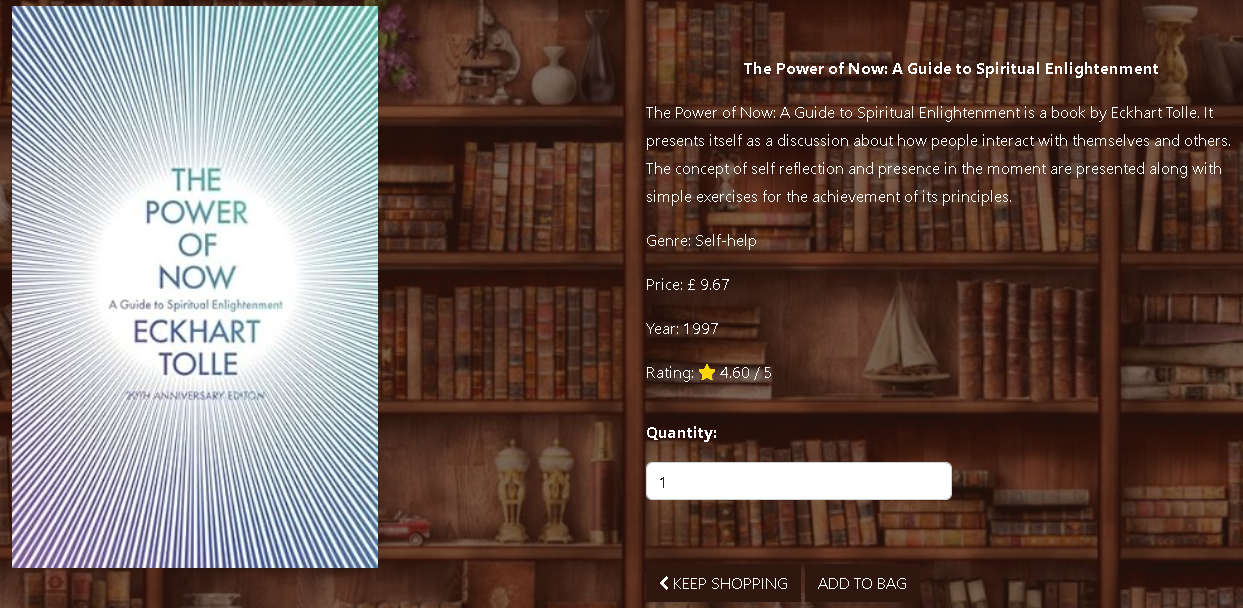 THE
POWER
OF
NOW
A Guide to Spiritual Enlightenment
ECKHART
TOLLE
20TH ANNIVERSARY EDITION
The Power of Now: A Guide to Spiritual Enlightenment
The Power of Now: A Guide to Spiritual Enlightenment is a book by Eckhart Tolle. It
presents itself as a discussion about how people interact with themselves and others.
The concept of self reflection and presence in the moment are presented along with
simple exercises for the achievement of its principles.
Genre: Self-help
Price: £ 9.67
Year: 1997
Rating: 4.60 / 5
Quantity:
1
KEEP SHOPPING ADD TO BAG